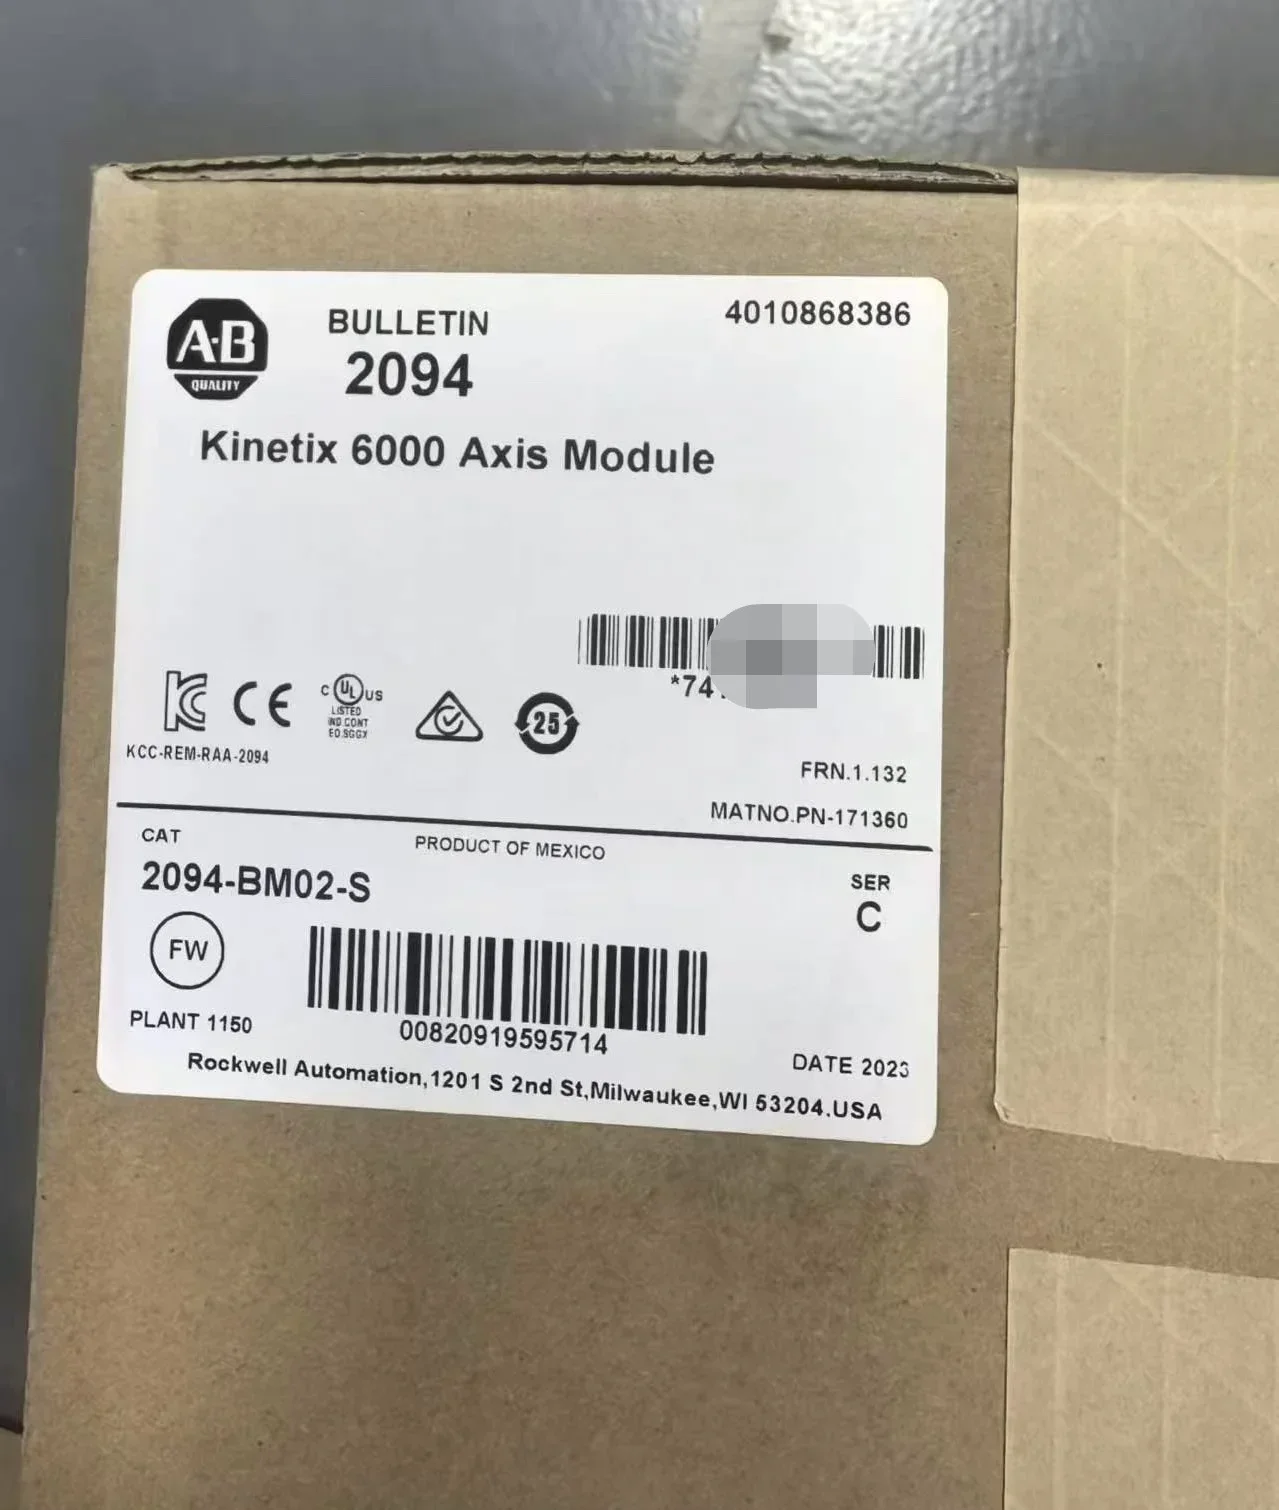 A·B
QUALITY
BULLETIN
2094
4010868386
Kinetix 6000 Axis Module
*74
C UL US
LISTED
IND.CONT
EQ.5GGX
25
KCC-REM-RAA-2094
FRN.1.132
MATNO.PN-171360
CAT
PRODUCT OF MEXICO
2094-BM02-S
SER
C
FW
PLANT 1150
00820919595714
DATE 2023
Rockwell Automation,1201 S 2nd St,Milwaukee,WI 53204.USA